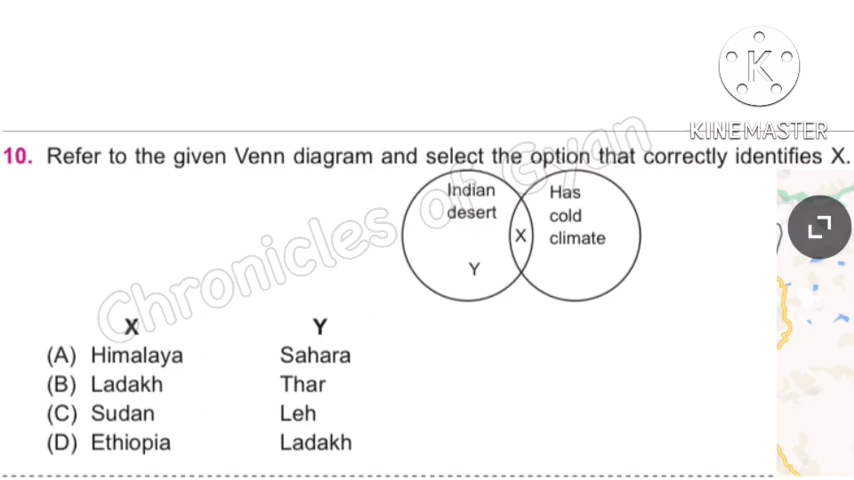 K
KINEMASTER
10. Refer to the given Venn diagram and select the option that correctly identifies X.
Indian
desert
Has
cold
climate
X
Y
Chronicles of Gyan
X Y
(A) Himalaya Sahara
(B) Ladakh Thar
(C) Sudan Leh
(D) Ethiopia Ladakh